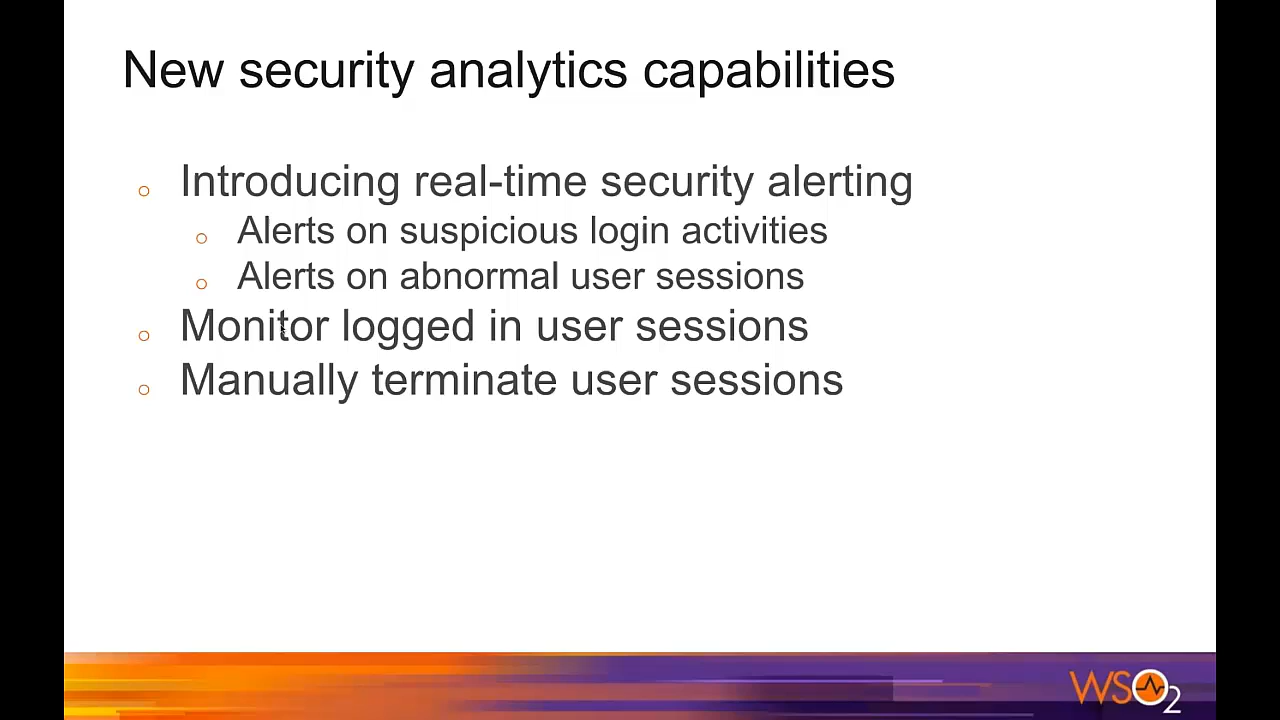 New security analytics capabilities
Introducing real-time security alerting
Alerts on suspicious login activities
Alerts on abnormal user sessions
Monitor logged in user sessions
Manually terminate user sessions
WSO2